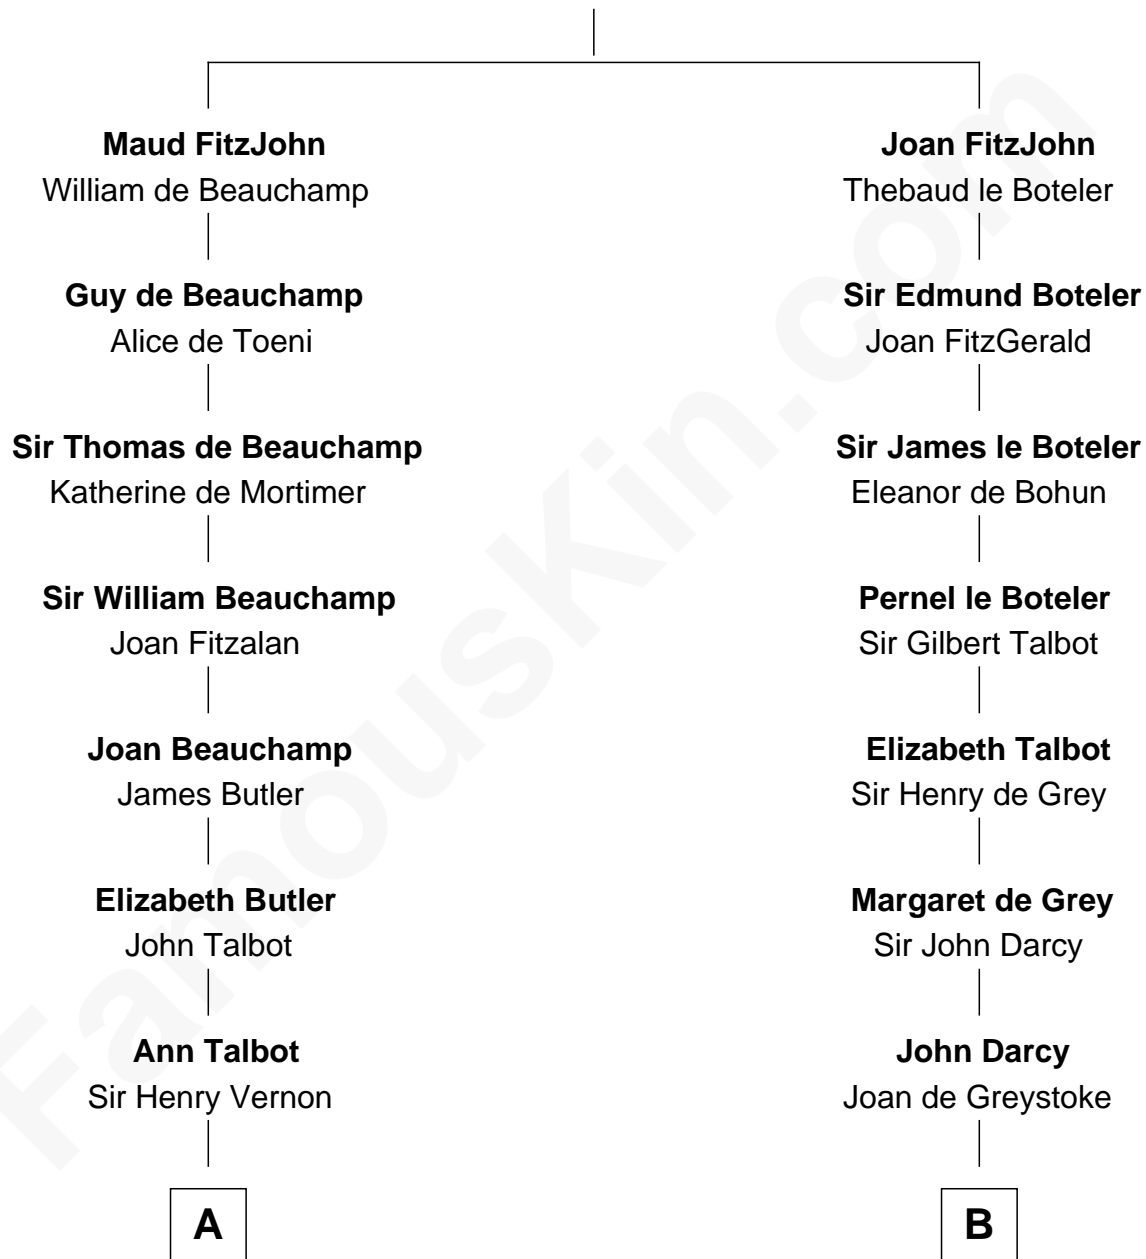 Maud FitzJohn
William de Beauchamp
Guy de Beauchamp
Alice de Toeni
Sir Thomas de Beauchamp
Katherine de Mortimer
Sir William Beauchamp
Joan Fitzalan
Joan Beauchamp
James Butler
Elizabeth Butler
John Talbot
Ann Talbot
Sir Henry Vernon
A
Joan FitzJohn
Thebaud le Boteler
Sir Edmund Boteler
Joan FitzGerald
Sir James le Boteler
Eleanor de Bohun
Pernel le Boteler
Sir Gilbert Talbot
Elizabeth Talbot
Sir Henry de Grey
Margaret de Grey
Sir John Darcy
John Darcy
Joan de Greystoke
B
FamousKin.com